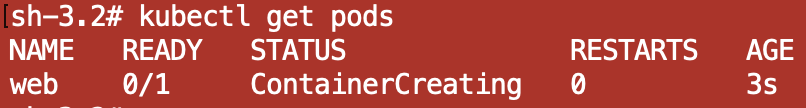 [sh-3.2# kubectl get pods
NAME READY STATUS RESTARTS AGE
web 0/1 ContainerCreating 0 3s